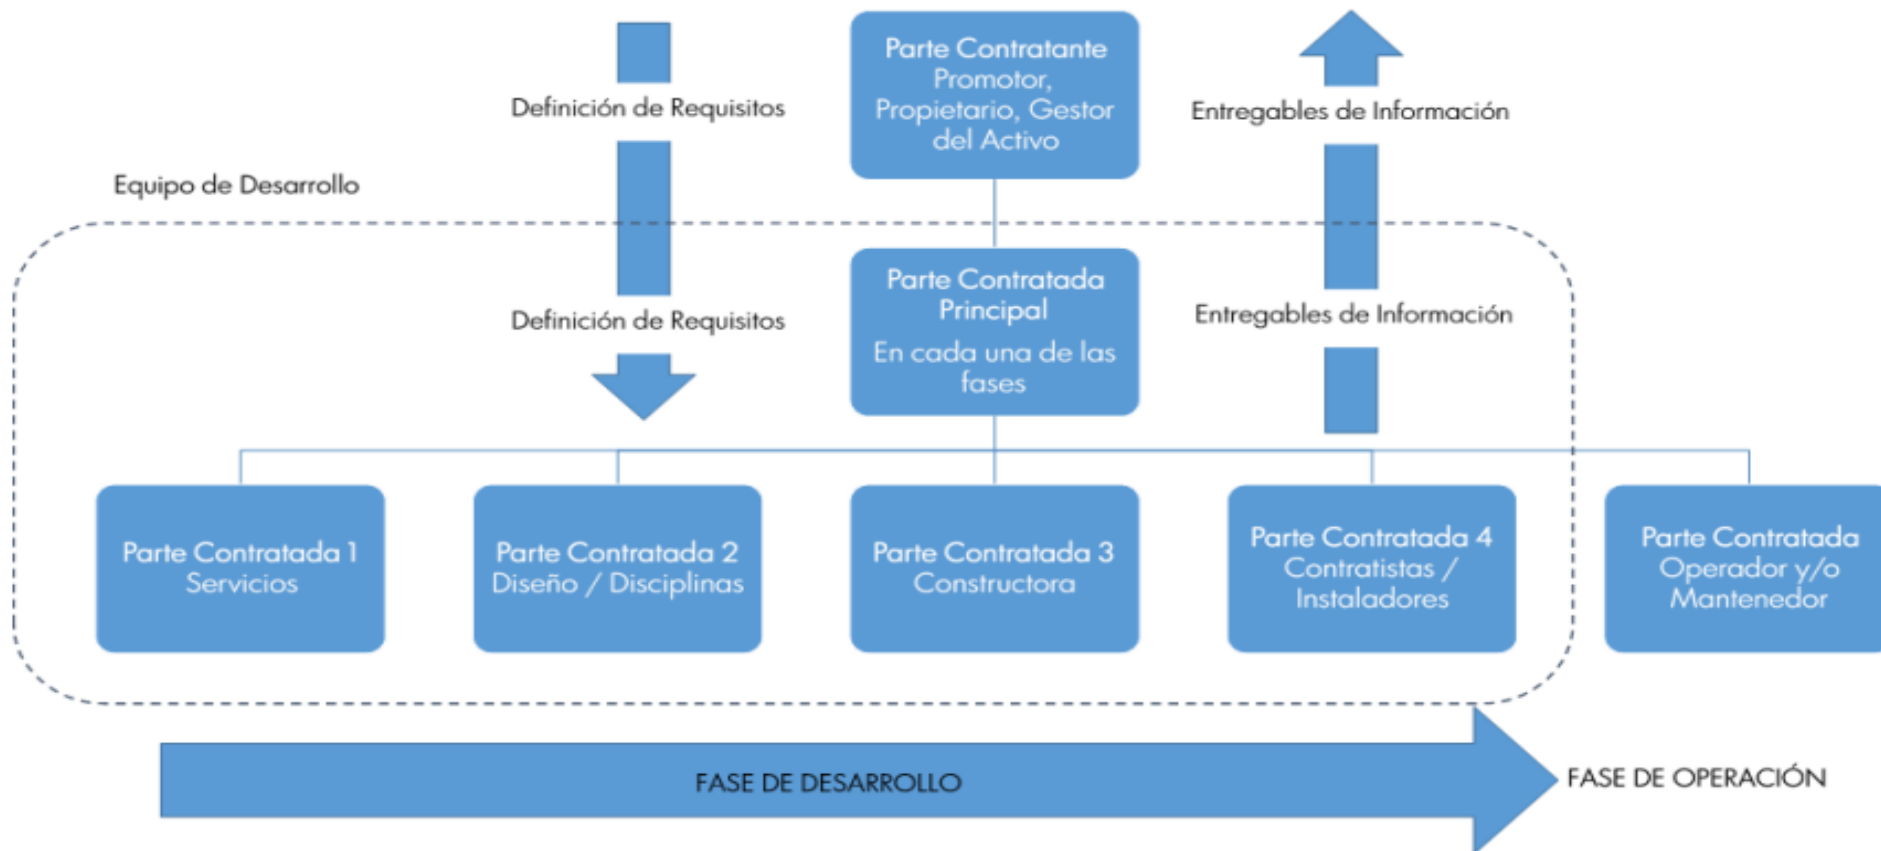 Parte Contratante
Promotor,
Propietario, Gestor
del Activo
Definición de Requisitos
Entregables de Información
Equipo de Desarrollo
Parte Contratada
Principal
En cada una de las
fases
Definición de Requisitos
Entregables de Información
Parte Contratada 1
Servicios
Parte Contratada 2
Diseño / Disciplinas
Parte Contratada 3
Constructora
Parte Contratada 4
Contratistas /
Instaladores
Parte Contratada
Operador y/o
Mantenedor
FASE DE DESARROLLO
FASE DE OPERACIÓN